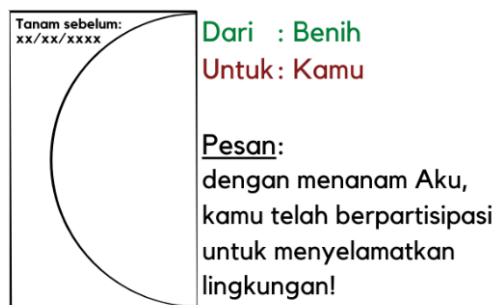 Tanam sebelum:
xx/xx/xxxx
Dari : Benih
Untuk : Kamu
Pesan:
dengan menanam Aku,
kamu telah berpartisipasi
untuk menyelamatkan
lingkungan!